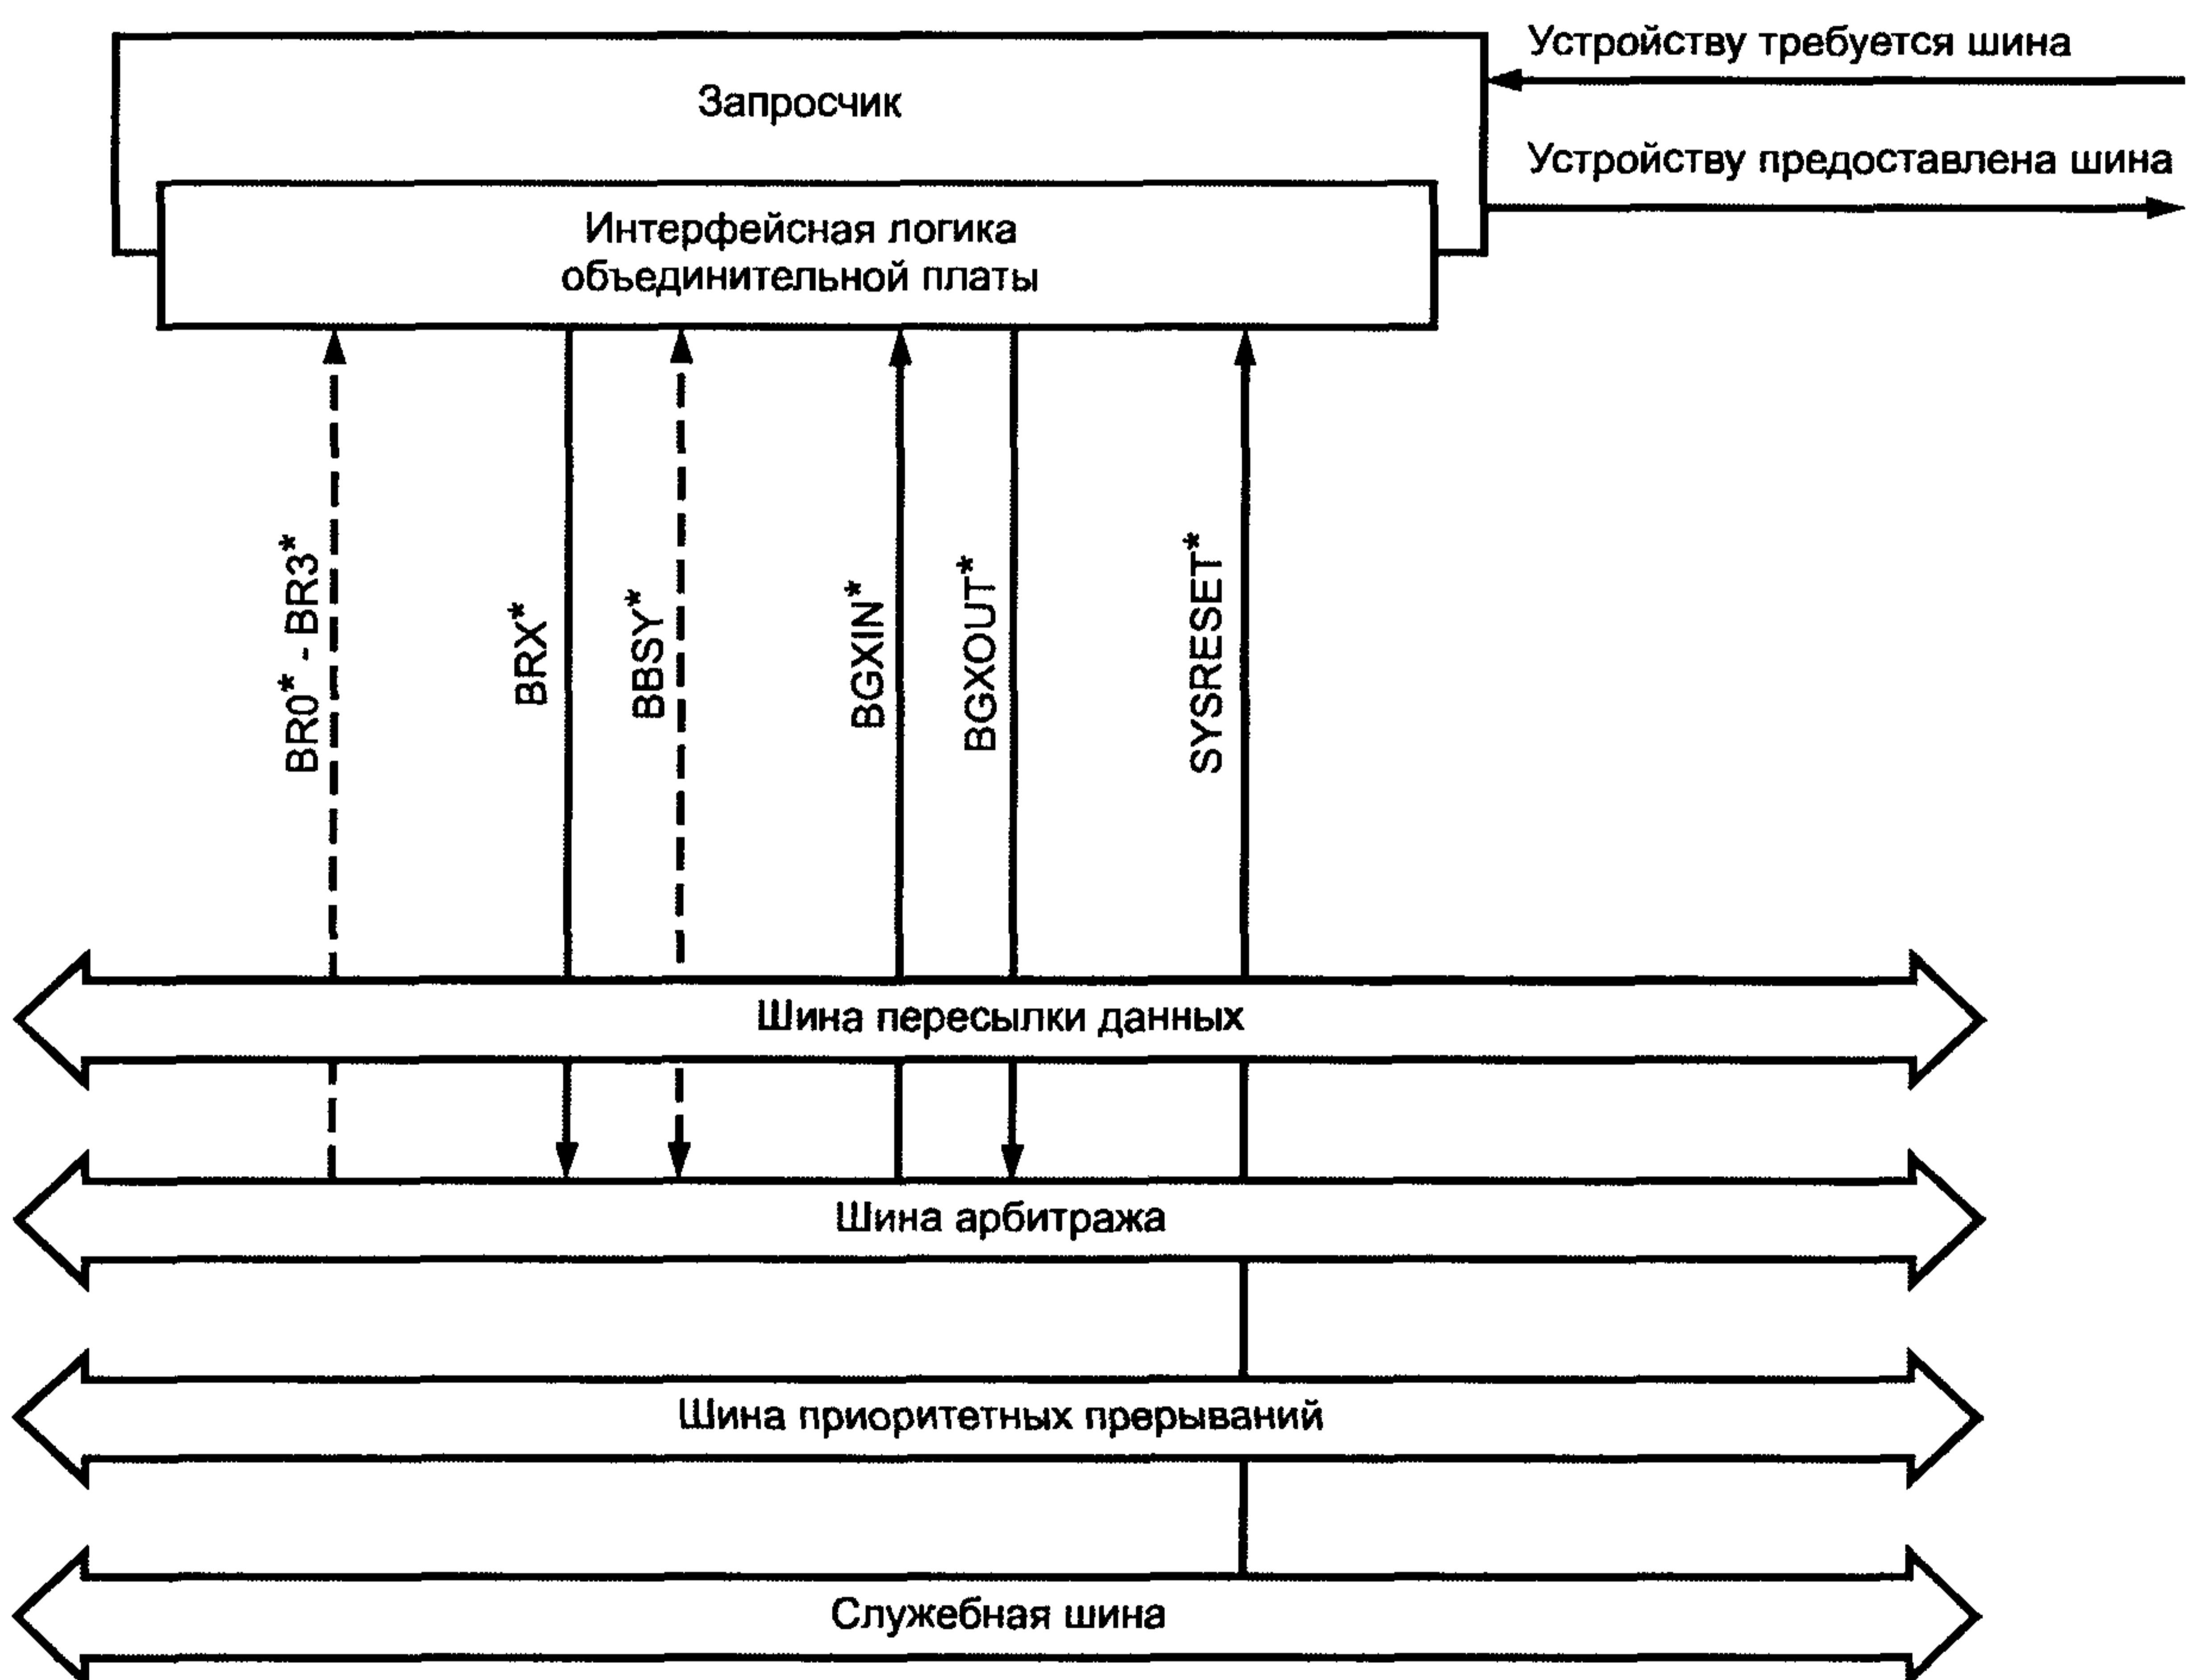 Устройству требуется шина
Запросчик
Устройству предоставлена шина
Интерфейсная логика
объединительной платы
BR0* - BR3*
BRX*
BBSY*
BGXIN*
BGXOUT*
SYSRESET*
Шина пересылки данных
Шина арбитража
Шина приоритетных прерываний
Служебная шина